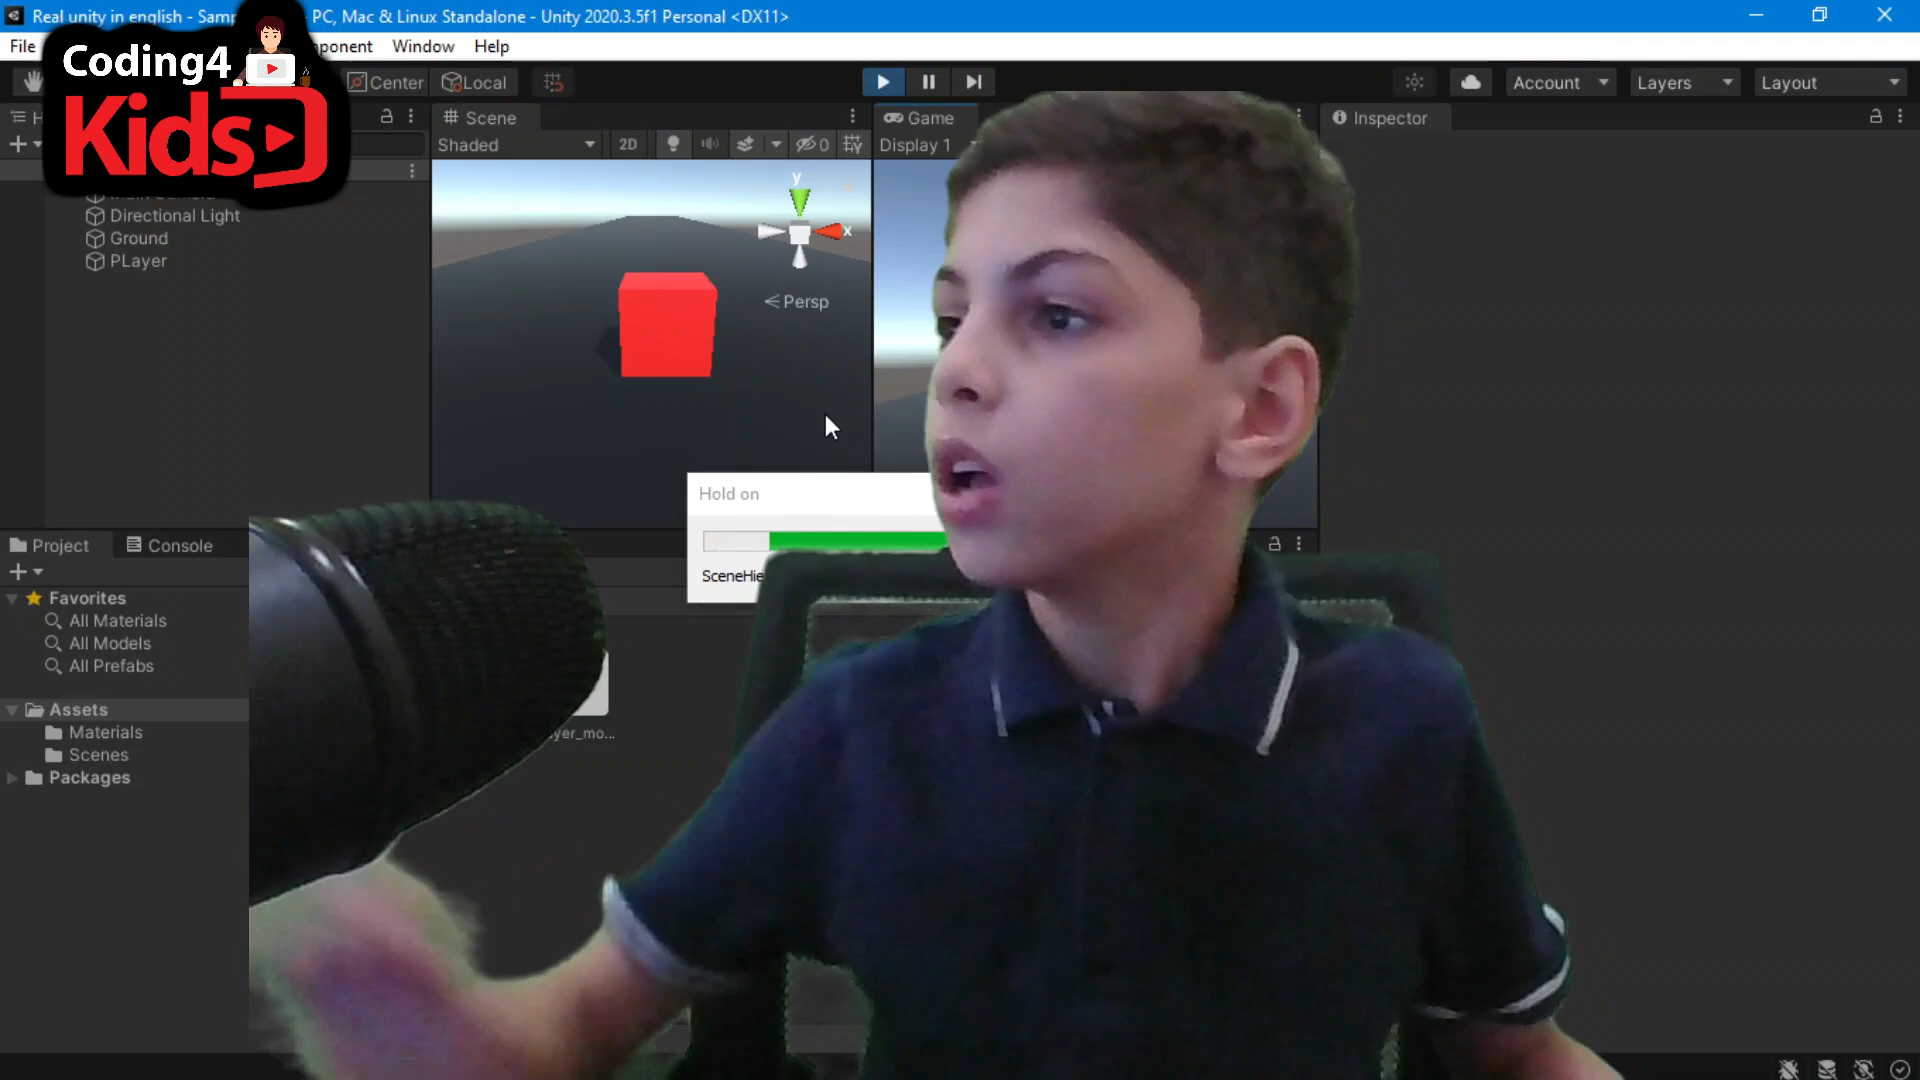 Real unity in english - Sam
PC, Mac & Linux Standalone - Unity 2020.3.5f1 Personal <DX11>
File
Window
Help
Coding4
Kids
Center
Local
Account
Layers
Layout
Scene
Game
Inspector
Shaded
2D
0
Display 1
y
x
Persp
Directional Light
Ground
PLayer
Hold on
SceneHie
Project
Console
Favorites
All Materials
All Models
All Prefabs
Assets
Materials
Scenes
Packages
yer_mo...